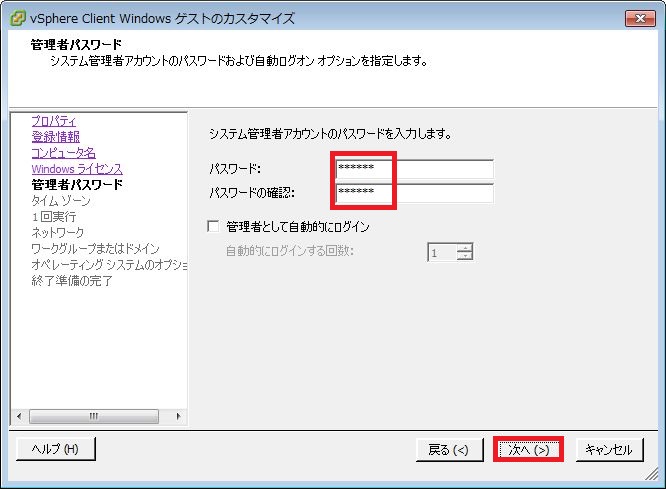 vSphere Client Windows ゲストのカスタマイズ
管理者パスワード
システム管理者アカウントのパスワードおよび自動ログオン オプションを指定します。
プロパティ
登録情報
コンピュータ名
Windows ライセンス
管理者パスワード
タイム ゾーン
1 回実行
ネットワーク
ワークグループまたはドメイン
オペレーティング システムのオプショ
終了準備の完了
システム管理者アカウントのパスワードを入力します。
パスワード: ******
パスワードの確認: ******
管理者として自動的にログイン
自動的にログインする回数: 1
ヘルプ (H)
戻る (<)
次へ (>)
キャンセル